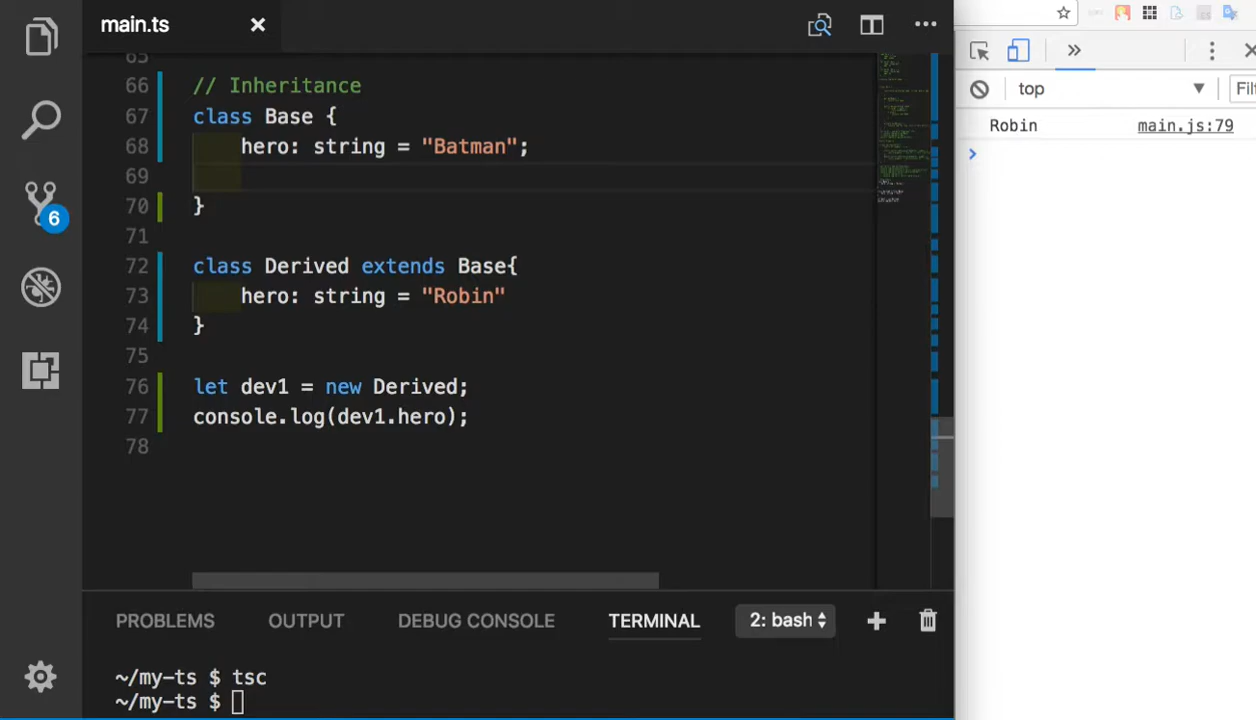 main.ts
65
66 // Inheritance
67 class Base {
68 hero: string = "Batman";
69
70 }
71
72 class Derived extends Base{
73 hero: string = "Robin"
74 }
75
76 let dev1 = new Derived;
77 console.log(dev1.hero);
78
6
PROBLEMS OUTPUT DEBUG CONSOLE TERMINAL 2: bash
~/my-ts $ tsc
~/my-ts $
top Filt
Robin main.js:79